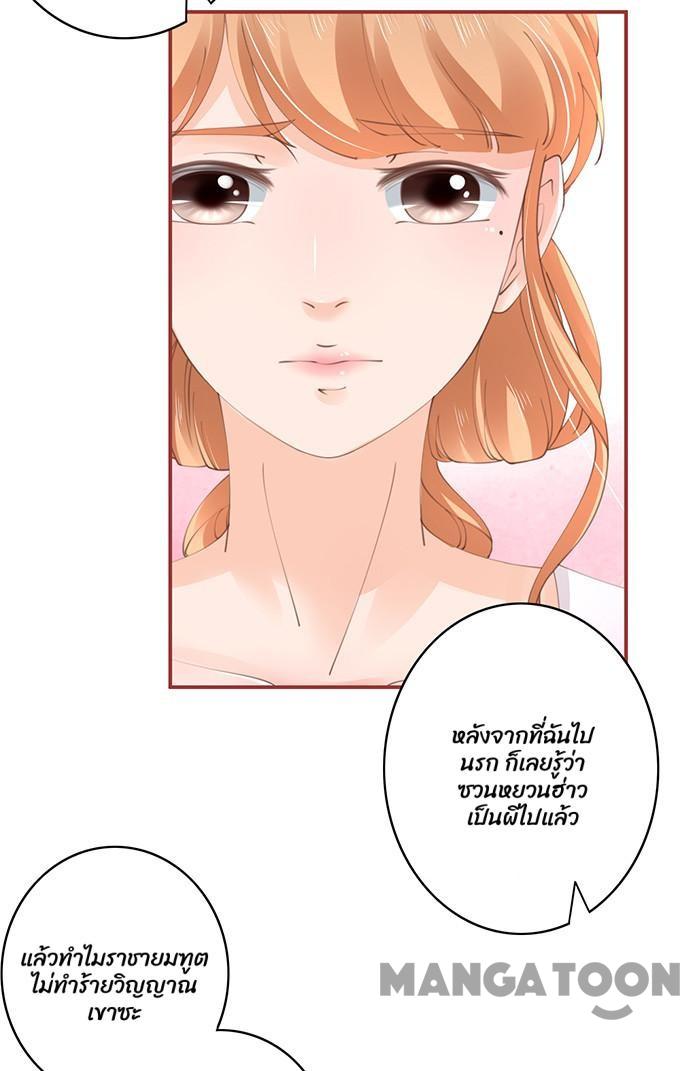 หลังจากที่ฉันไป
นรก ก็เลยรู้ว่า
ซวนหยวนฮ่าว
เป็นผีไปแล้ว
แล้วทำไมราชายมฑูต
ไม่ทำร้ายวิญญาณ
เขาซะ
MANGATOON